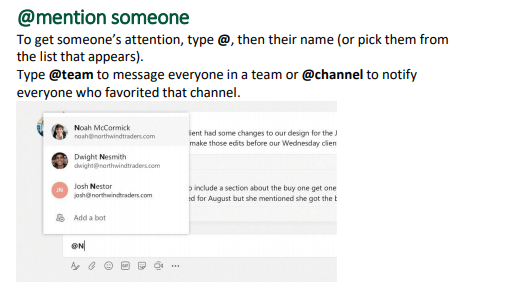 @mention someone
To get someone's attention, type @, then their name (or pick them from
the list that appears).
Type @team to message everyone in a team or @channel to notify
everyone who favorited that channel.
Noah McCormick
noah@northwindtraders.com
ient had some changes to our design for the J
make those edits before our Wednesday clien
Dwight Nesmith
dwight@northwindtraders.com
JN
Josh Nestor
josh@northwindtraders.com
o include a section about the buy one get one
ed for August but she mentioned she got the b
Add a bot
@N
GIF